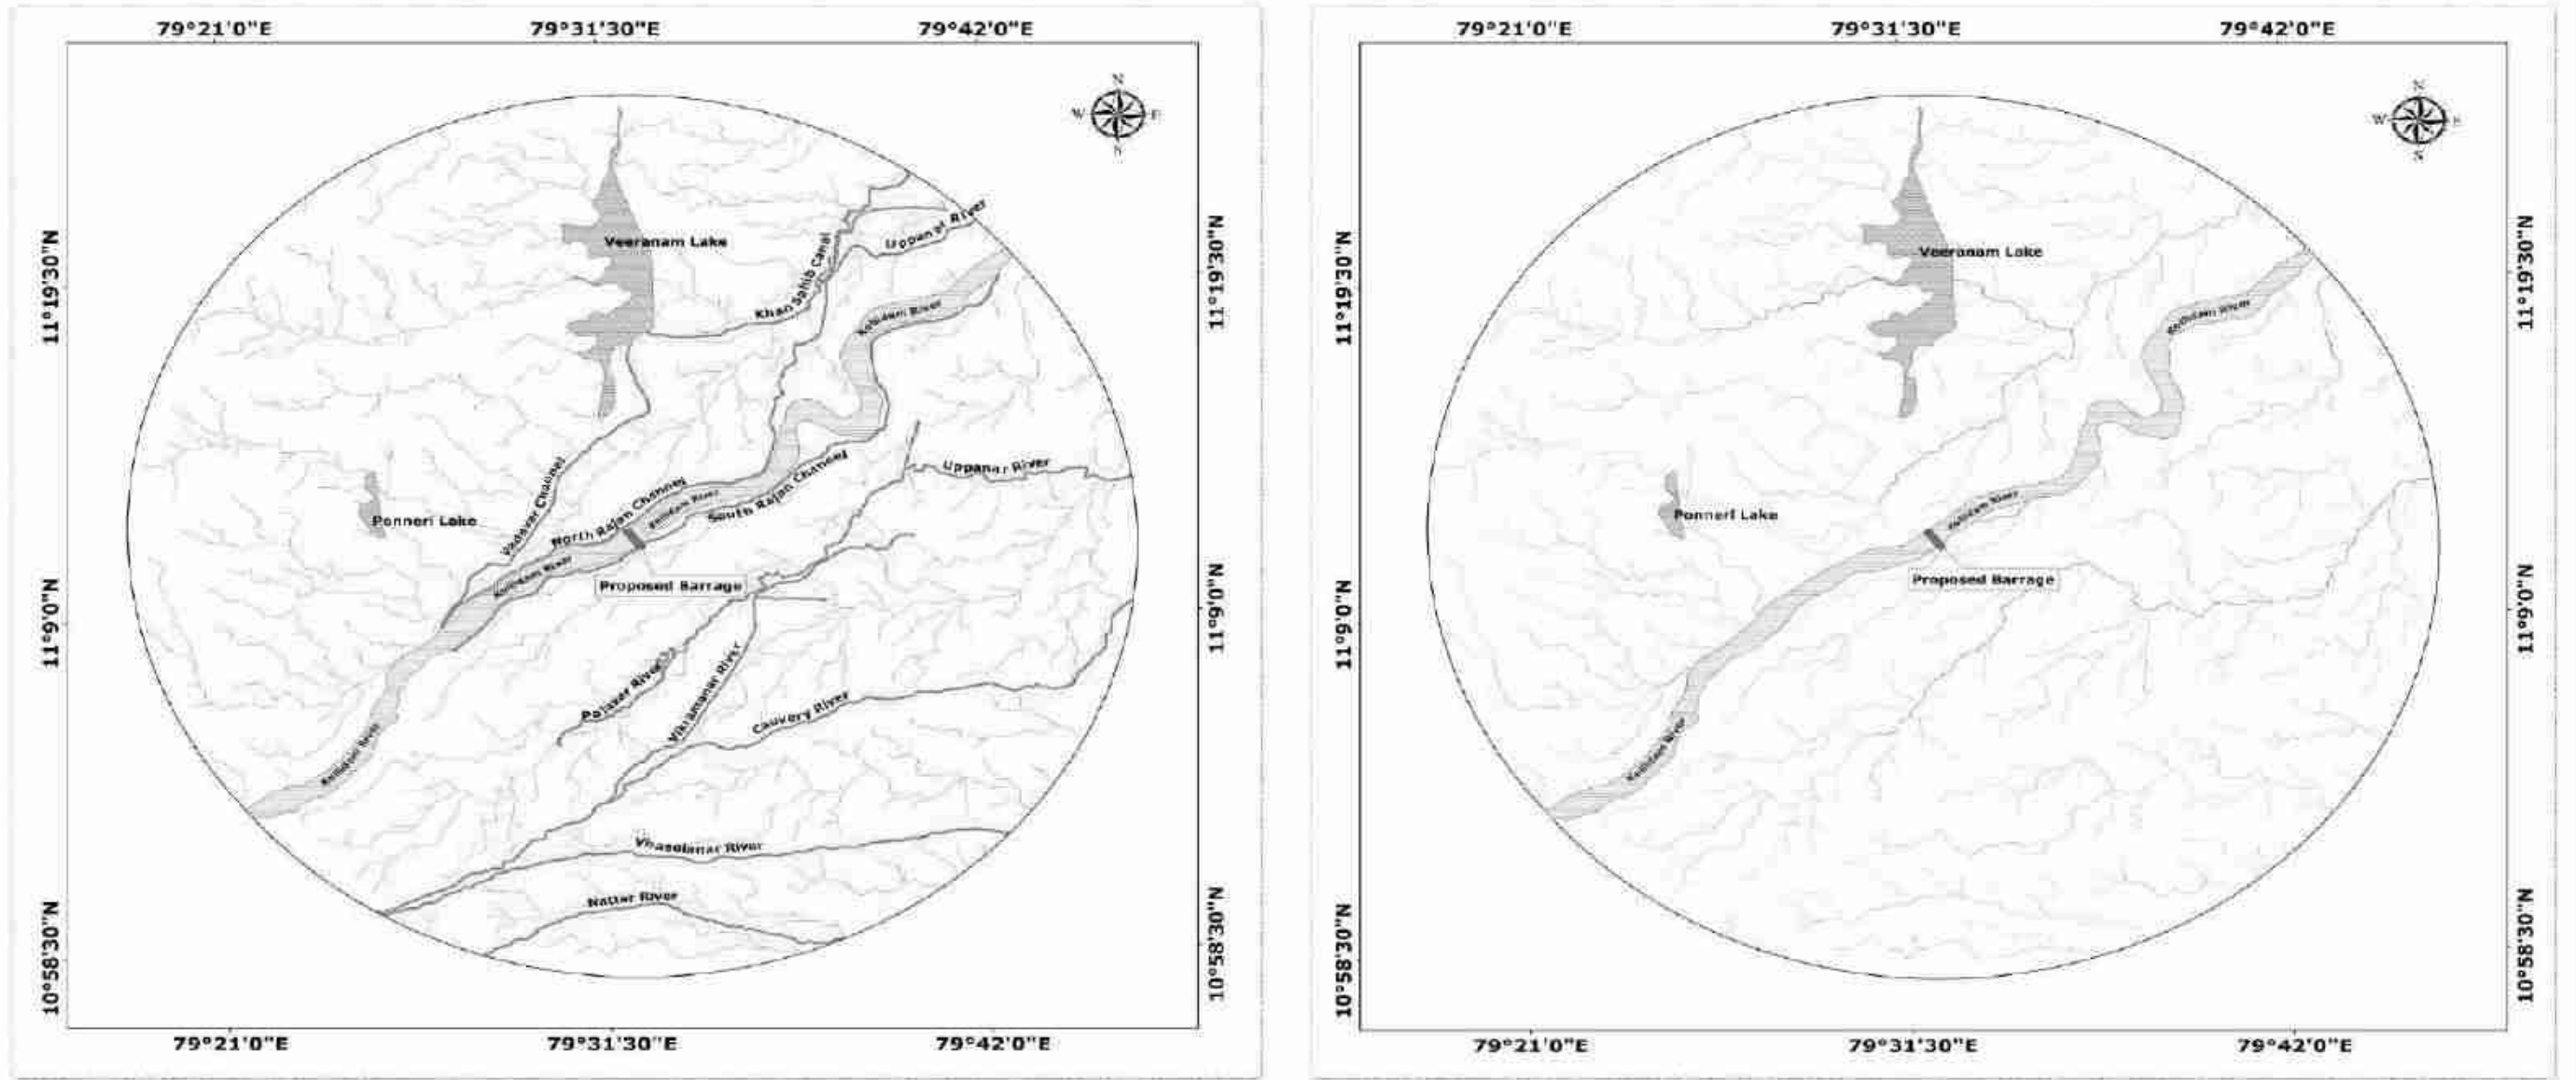 79°21'0"E 79°31'30"E 79°42'0"E
N
W E
N
11°19'30"N
11°19'30"N
Veeranam Lake
Khan Sahib Canal
Uppanar River
Kollidam River
Uppanar River
Vadavar Channel
North Rajan Channel
Kollidam River
South Rajan Channel
Ponneri Lake
Kollidam River
Proposed Barrage
11°9'0"N
11°9'0"N
Vikramanar River
Cauvery River
Kollidam River
Nattar River
10°58'30"N
10°58'30"N
79°21'0"E 79°31'30"E 79°42'0"E
79°21'0"E 79°31'30"E 79°42'0"E
N
W E
N
11°19'30"N
11°19'30"N
Veeranam Lake
Kollidam River
Ponneri Lake
Kollidam River
Proposed Barrage
11°9'0"N
11°9'0"N
Kollidam River
10°58'30"N
10°58'30"N
79°21'0"E 79°31'30"E 79°42'0"E